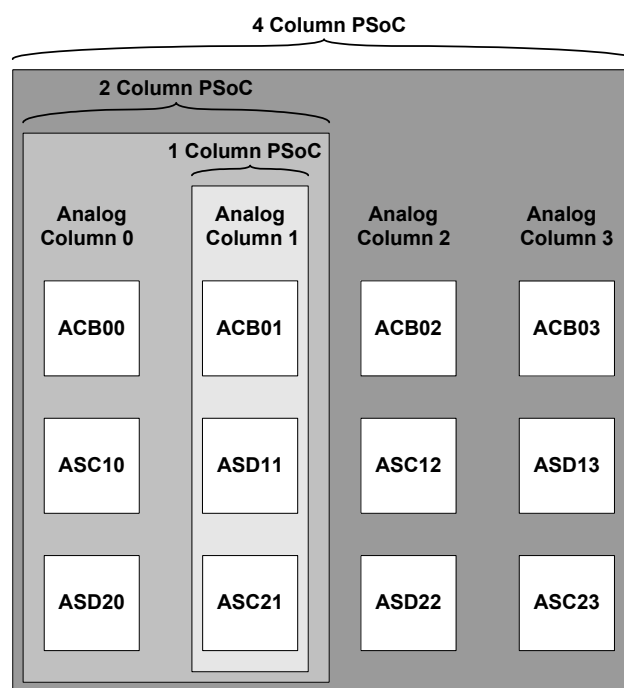 4 Column PSoC
2 Column PSoC
1 Column PSoC
Analog Column 0
Analog Column 1
Analog Column 2
Analog Column 3
ACB00
ACB01
ACB02
ACB03
ASC10
ASD11
ASC12
ASD13
ASD20
ASC21
ASD22
ASC23